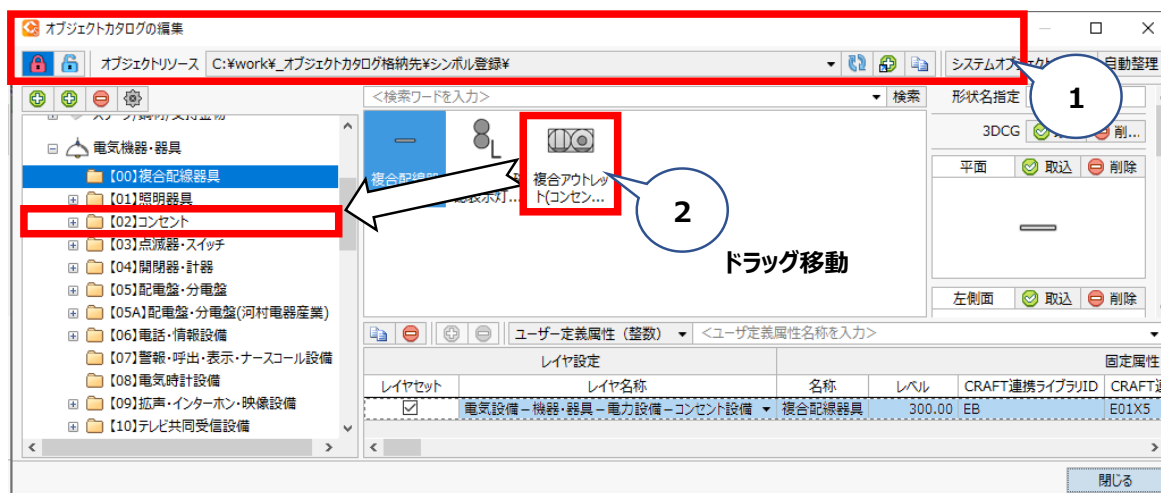 オブジェクトカタログの編集
オブジェクトリソース C:¥work¥_オブジェクトカタログ格納先¥シンボル登録¥
システムオブジェクト
自動整理
1
<検索ワードを入力>
検索
形状名指定
3DCG
削...
電気機器・器具
【00】複合配線器具
【01】照明器具
【02】コンセント
【03】点滅器・スイッチ
【04】開閉器・計器
【05】配電盤・分電盤
【05A】配電盤・分電盤(河村電器産業)
【06】電話・情報設備
【07】警報・呼出・表示・ナースコール設備
【08】電気時計設備
【09】拡声・インターホン・映像設備
【10】テレビ共同受信設備
複合アウトレッ
ト(コンセン...
2
ドラッグ移動
平面 取込 削除
左側面 取込 削除
ユーザー定義属性（整数） <ユーザ定義属性名称を入力>
レイヤ設定 固定属性
レイヤセット レイヤ名称 名称 レベル CRAFT連携ライブラリID CRAFT
電気設備－機器・器具－電力設備－コンセント設備 複合配線器具 300.00 EB E01X5
閉じる